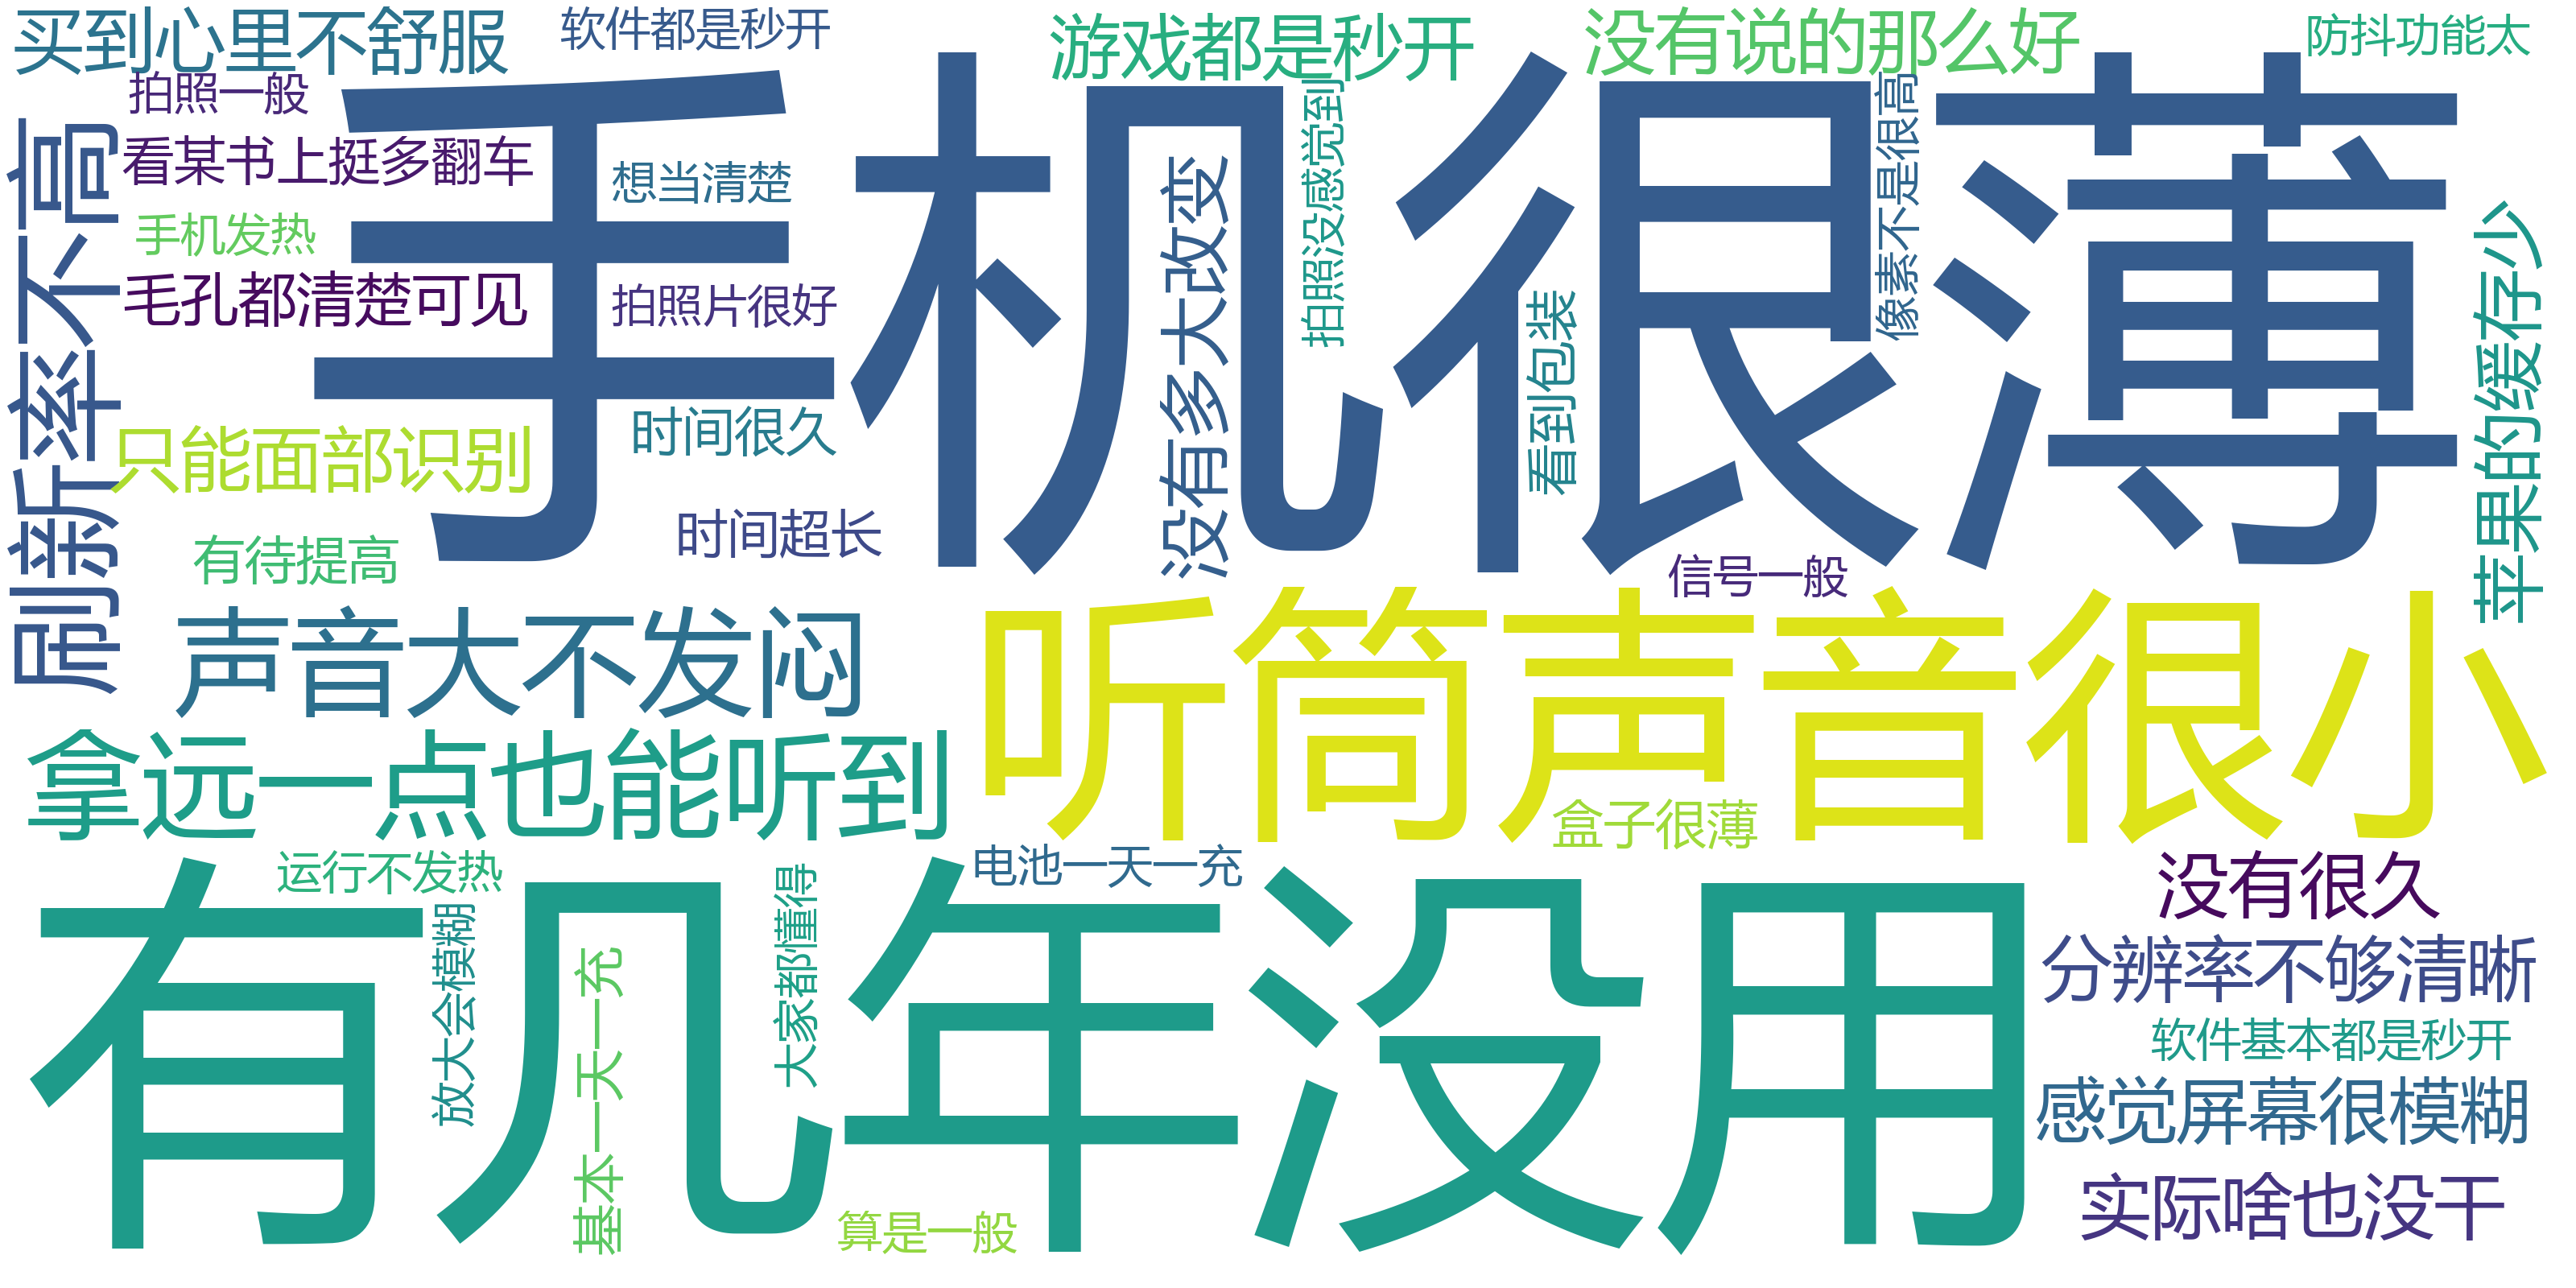 买到心里不舒服
软件都是秒开
游戏都是秒开
没有说的那么好
防抖功能太
拍照一般
手机很薄
看某书上挺多翻车
想当清楚
手机发热
毛孔都清楚可见
拍照片很好
刷新率不高
没有多大改变
拍照没感觉到
看到包装
像素不是很高
苹果的缓存少
只能面部识别
时间很久
时间超长
有待提高
信号一般
声音大不发闷
听筒声音很小
拿远一点也能听到
盒子很薄
运行不发热
电池一天一充
没有很久
有几年没用
放大会模糊
基本一天一充
大家都懂得
分辨率不够清晰
软件基本都是秒开
感觉屏幕很模糊
实际啥也没干
算是一般